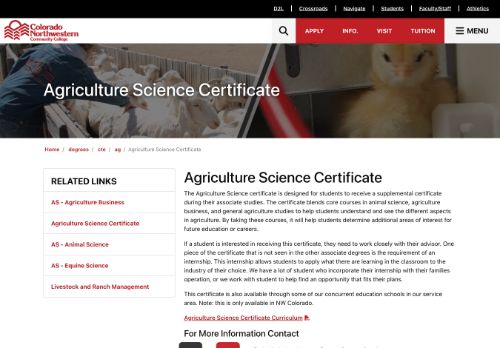 D2L
Crossroads
Navigate
Students
Faculty/Staff
Athletics
Colorado
Northwestern
Community College
APPLY
INFO.
VISIT
TUITION
MENU
Agriculture Science Certificate
Home / degrees / cte / ag / Agriculture Science Certificate
RELATED LINKS
AS - Agriculture Business
Agriculture Science Certificate
AS - Animal Science
AS - Equine Science
Livestock and Ranch Management
Agriculture Science Certificate
The Agriculture Science certificate is designed for students to receive a supplemental certificate
during their associate studies. The certificate blends core courses in animal science, agriculture
business, and general agriculture studies to help students understand and see the different aspects
in agriculture. By taking these courses, it will help students determine additional areas of interest for
future education or careers.
If a student is interested in receiving this certificate, they need to work closely with their advisor. One
piece of the certificate that is not seen in the other associate degrees is the requirement of an
internship. This internship allows students to apply what there are learning in the classroom to the
industry of their choice. We have a lot of student who incorporate their internship with their families
operation, or we work with student to help find an opportunity that fits their plans.
This certificate is also available through some of our concurrent education schools in our service
area. Note: this is only available in NW Colorado.
Agriculture Science Certificate Curriculum
For More Information Contact